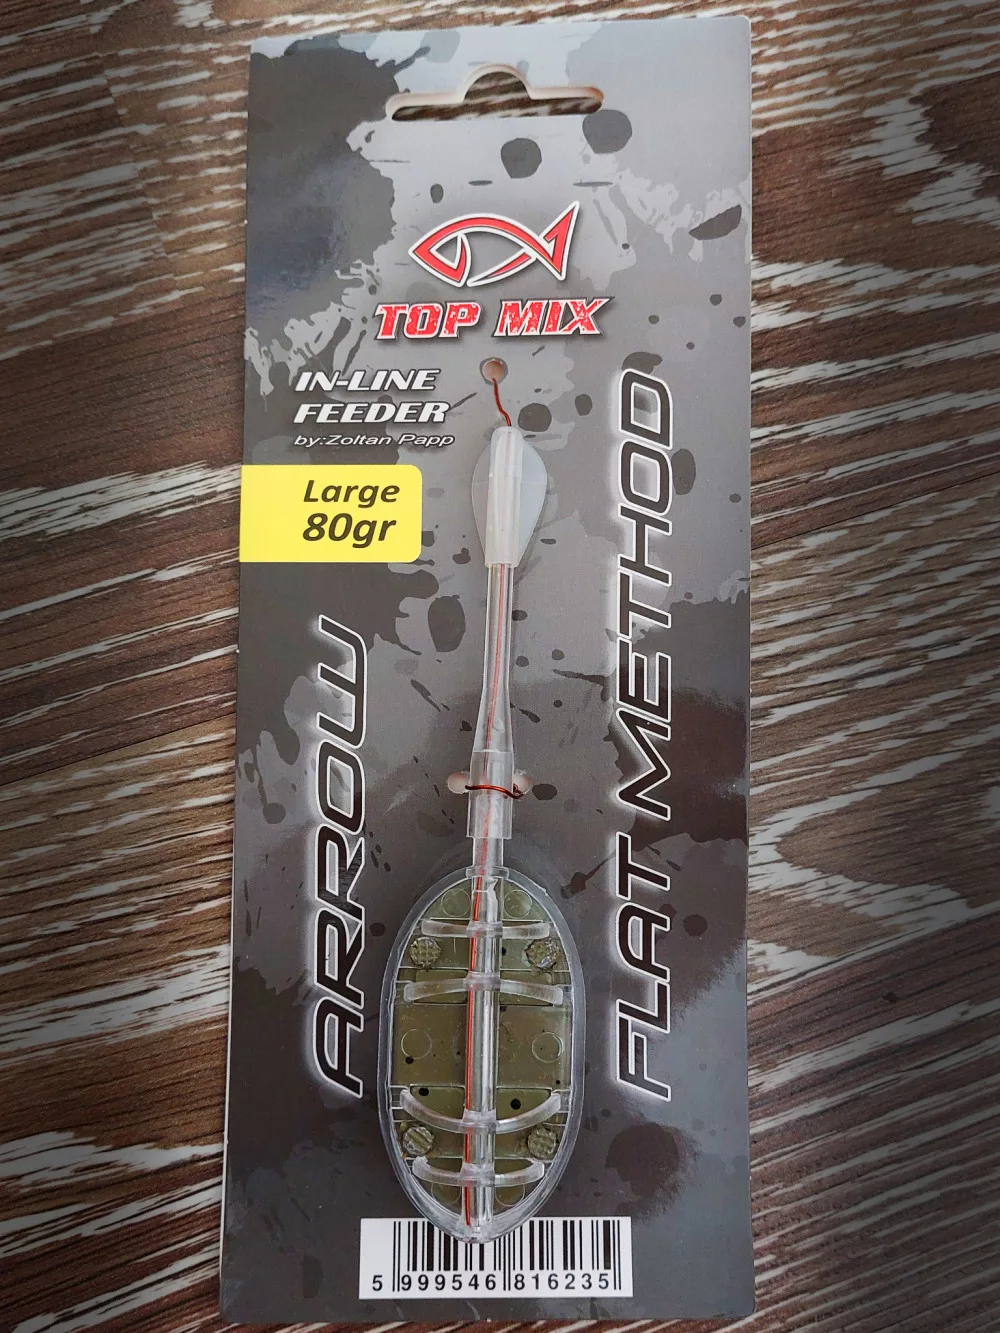 TOP MIX
IN-LINE
FEEDER
by:Zoltan Papp
Large
80gr
ARROW
FLAT METHOD
5 999546 816235